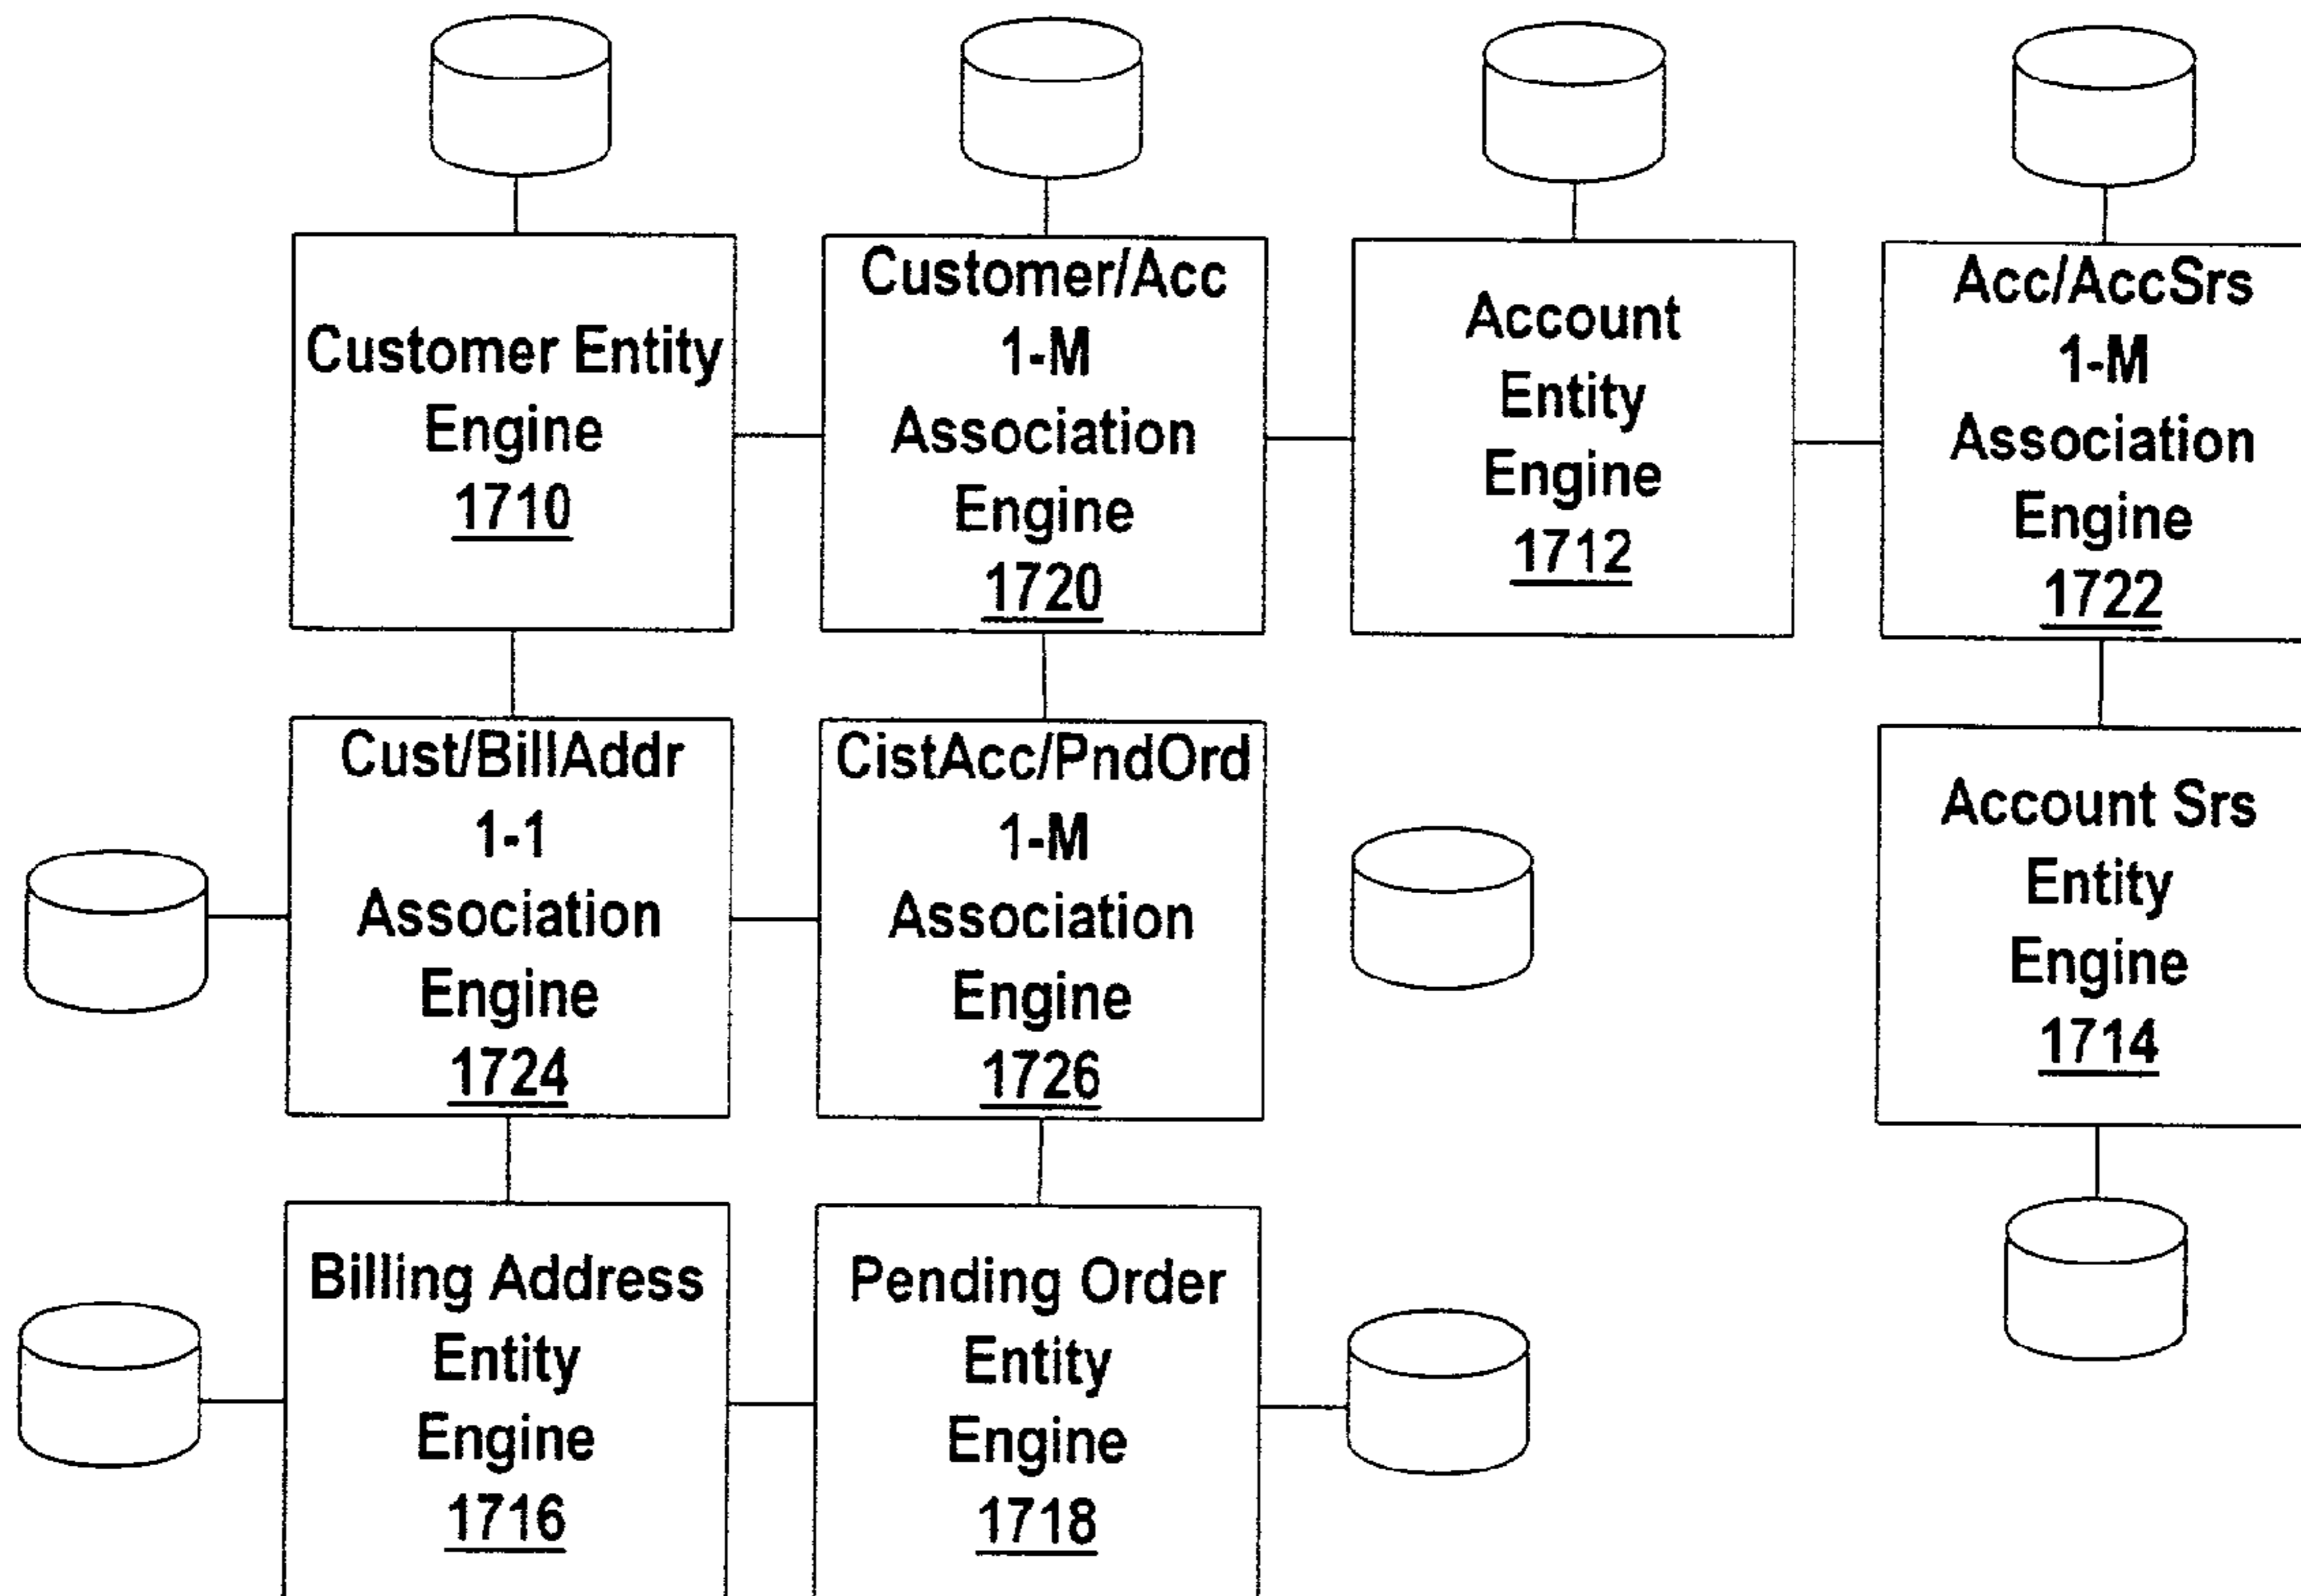 Customer Entity
Engine
1710
Customer/Acc
1-M
Association
Engine
1720
Account
Entity
Engine
1712
Acc/AccSrs
1-M
Association
Engine
1722
Cust/BillAddr
1-1
Association
Engine
1724
CistAcc/PndOrd
1-M
Association
Engine
1726
Account Srs
Entity
Engine
1714
Billing Address
Entity
Engine
1716
Pending Order
Entity
Engine
1718